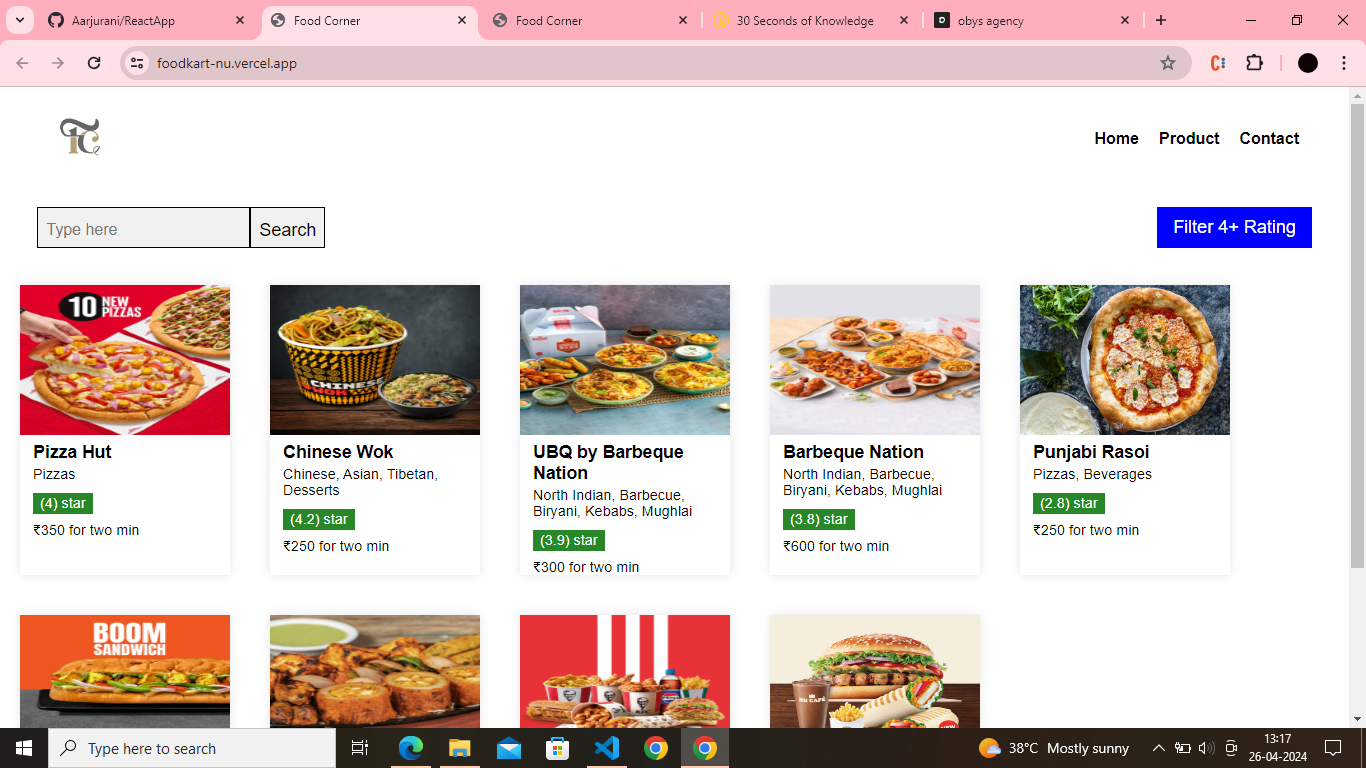 Aarjurani/ReactApp
Food Corner
Food Corner
30 Seconds of Knowledge
obys agency
foodkart-nu.vercel.app
Home Product Contact
Type here Search
Filter 4+ Rating
10 NEW PIZZAS
CHINESE WOK
Pizza Hut
Pizzas
(4) star
₹350 for two min
Chinese Wok
Chinese, Asian, Tibetan,
Desserts
(4.2) star
₹250 for two min
UBQ by Barbeque
Nation
North Indian, Barbecue,
Biryani, Kebabs, Mughlai
(3.9) star
₹300 for two min
Barbeque Nation
North Indian, Barbecue,
Biryani, Kebabs, Mughlai
(3.8) star
₹600 for two min
Punjabi Rasoi
Pizzas, Beverages
(2.8) star
₹250 for two min
BOOM
SANDWICH
KFC
KFC
KFC
BK CAFÉ
Type here to search
38°C Mostly sunny
13:17
26-04-2024